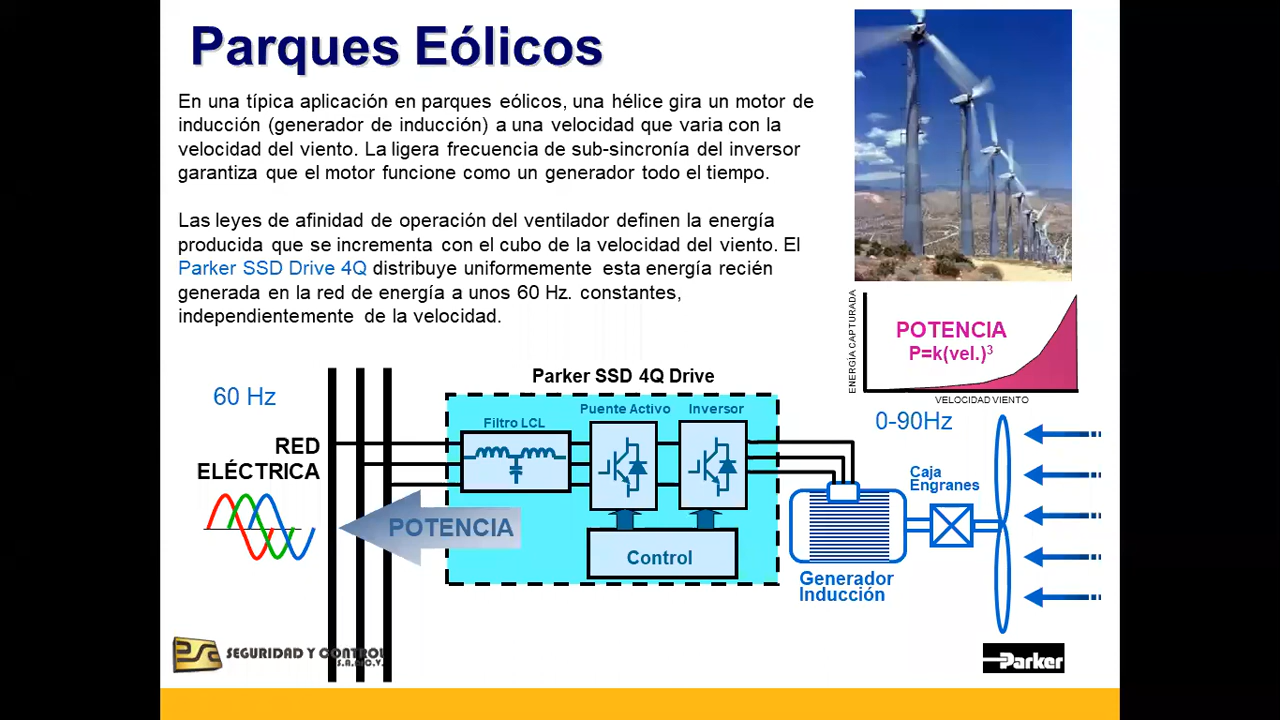 Parques Eólicos
En una típica aplicación en parques eólicos, una hélice gira un motor de
inducción (generador de inducción) a una velocidad que varia con la
velocidad del viento. La ligera frecuencia de sub-sincronía del inversor
garantiza que el motor funcione como un generador todo el tiempo.
Las leyes de afinidad de operación del ventilador definen la energía
producida que se incrementa con el cubo de la velocidad del viento. El
Parker SSD Drive 4Q distribuye uniformemente esta energía recién
generada en la red de energía a unos 60 Hz. constantes,
independientemente de la velocidad.
ENERGÍA CAPTURADA
POTENCIA
P=k(vel.)³
VELOCIDAD VIENTO
Parker SSD 4Q Drive
60 Hz
Filtro LCL
Puente Activo
Inversor
0-90Hz
RED
ELÉCTRICA
Caja
Engranes
POTENCIA
Control
Generador
Inducción
SEGURIDAD Y CONTROL
Parker